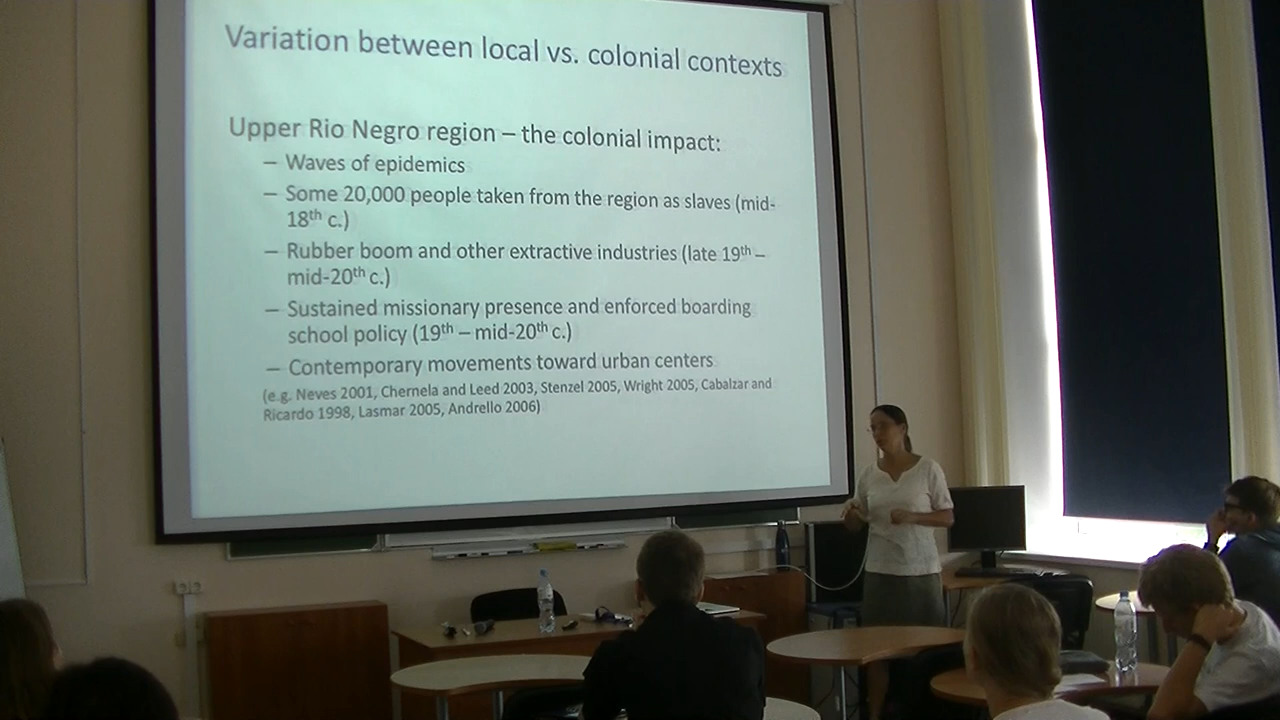 Variation between local vs. colonial contexts
Upper Rio Negro region – the colonial impact:
– Waves of epidemics
– Some 20,000 people taken from the region as slaves (mid-
18th c.)
– Rubber boom and other extractive industries (late 19th –
mid-20th c.)
– Sustained missionary presence and enforced boarding
school policy (19th – mid-20th c.)
– Contemporary movements toward urban centers
(e.g. Neves 2001, Chernela and Leed 2003, Stenzel 2005, Wright 2005, Cabalzar and
Ricardo 1998, Lasmar 2005, Andrello 2006)